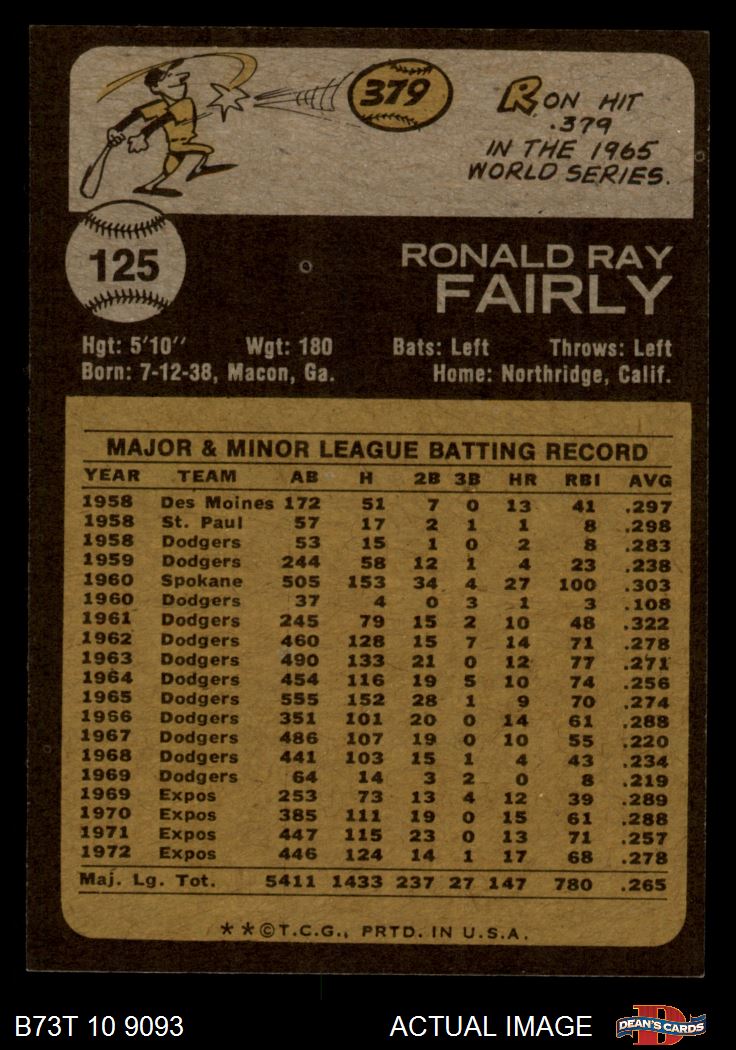 379
RON HIT
.379
IN THE 1965
WORLD SERIES.
125
RONALD RAY
FAIRLY
Hgt: 5'10" Wgt: 180 Bats: Left Throws: Left
Born: 7-12-38, Macon, Ga. Home: Northridge, Calif.
MAJOR & MINOR LEAGUE BATTING RECORD
YEAR TEAM AB H 2B 3B HR RBI AVG
1958 Des Moines 172 51 7 0 13 41 .297
1958 St. Paul 57 17 2 1 1 8 .298
1958 Dodgers 53 15 1 0 2 8 .283
1959 Dodgers 244 58 12 1 4 23 .238
1960 Spokane 505 153 34 4 27 100 .303
1960 Dodgers 37 4 0 3 1 3 .108
1961 Dodgers 245 79 15 2 10 48 .322
1962 Dodgers 460 128 15 7 14 71 .278
1963 Dodgers 490 133 21 0 12 77 .271
1964 Dodgers 454 116 19 5 10 74 .256
1965 Dodgers 555 152 28 1 9 70 .274
1966 Dodgers 351 101 20 0 14 61 .288
1967 Dodgers 486 107 19 0 10 55 .220
1968 Dodgers 441 103 15 1 4 43 .234
1969 Dodgers 64 14 3 2 0 8 .219
1969 Expos 253 73 13 4 12 39 .289
1970 Expos 385 111 19 0 15 61 .288
1971 Expos 447 115 23 0 13 71 .257
1972 Expos 446 124 14 1 17 68 .278
Maj. Lg. Tot. 5411 1433 237 27 147 780 .265
**©T.C.G., PRTD. IN U.S.A.
B73T 10 9093 ACTUAL IMAGE DEAN'S CARDS